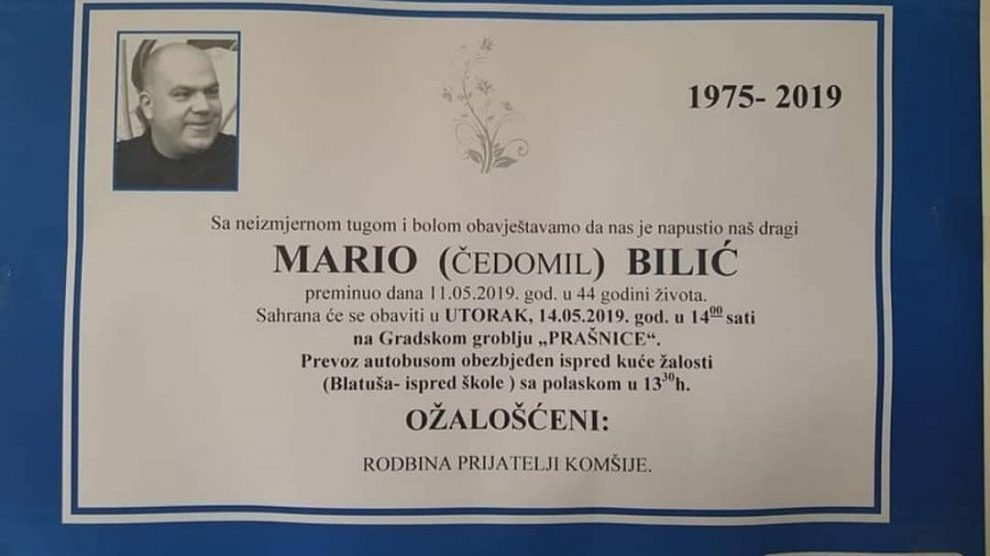 1975- 2019
Sa neizmjernom tugom i bolom obavještavamo da nas je napustio naš dragi
MARIO (ČEDOMIL) BILIĆ
preminuo dana 11.05.2019. god. u 44 godini života.
Sahrana će se obaviti u UTORAK, 14.05.2019. god. u 14⁰⁰ sati
na Gradskom groblju „PRAŠNICE“.
Prevoz autobusom obezbjeđen ispred kuće žalosti
(Blatuša- ispred škole ) sa polaskom u 13³⁰h.
OŽALOŠĆENI:
RODBINA PRIJATELJI KOMŠIJE.